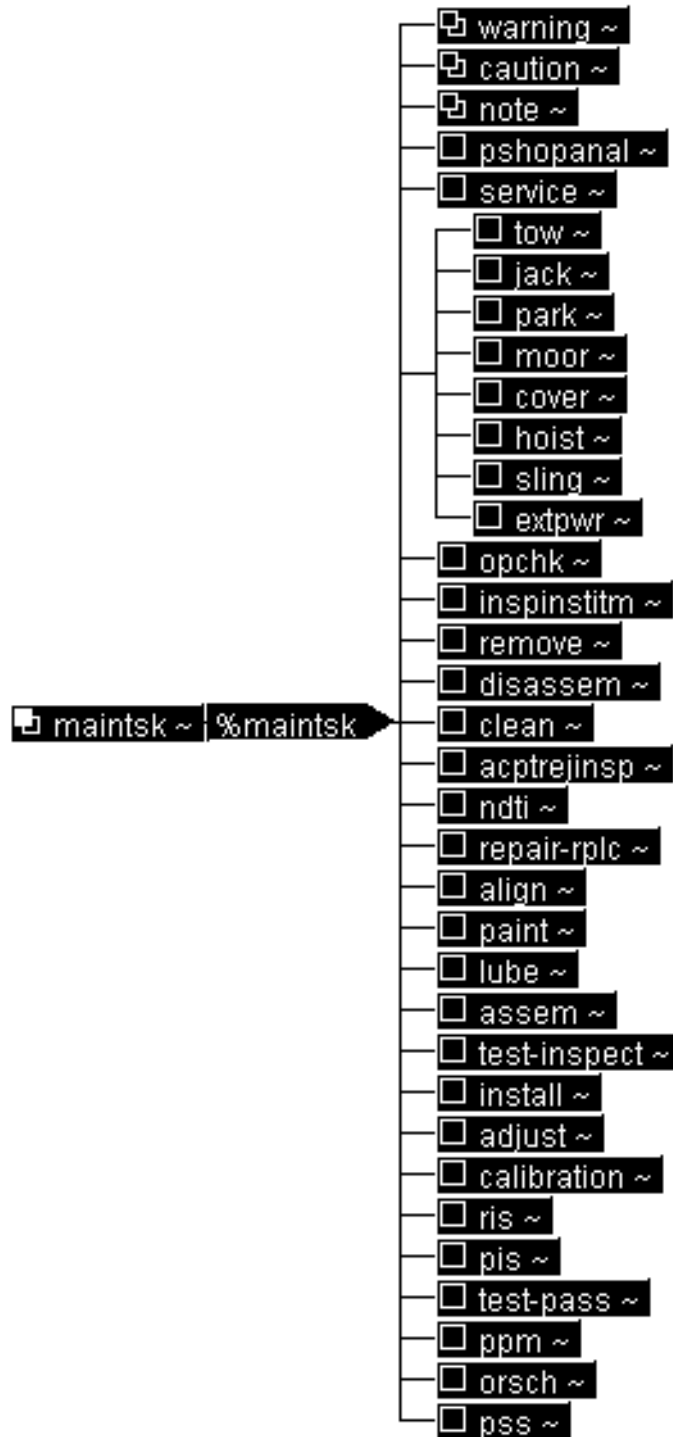 warning ~
caution ~
note ~
pshopanal ~
service ~
tow ~
jack ~
park ~
moor ~
cover ~
hoist ~
sling ~
extpwr ~
opchk ~
inspinstitm ~
remove ~
disassem ~
maintsk ~ %maintsk clean ~
acptrejinsp ~
ndti ~
repair-rplc ~
align ~
paint ~
lube ~
assem ~
test-inspect ~
install ~
adjust ~
calibration ~
ris ~
pis ~
test-pass ~
ppm ~
orsch ~
pss ~